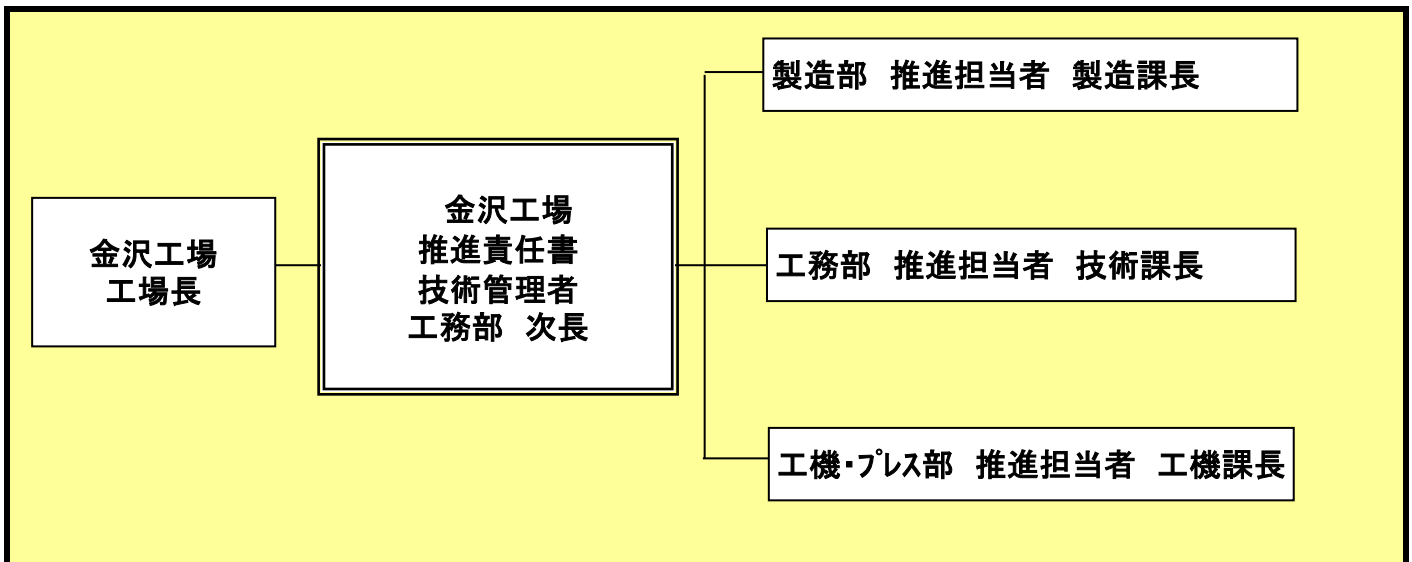 金沢工場
工場長
金沢工場
推進責任書
技術管理者
工務部 次長
製造部 推進担当者 製造課長
工務部 推進担当者 技術課長
工機・プレス部 推進担当者 工機課長